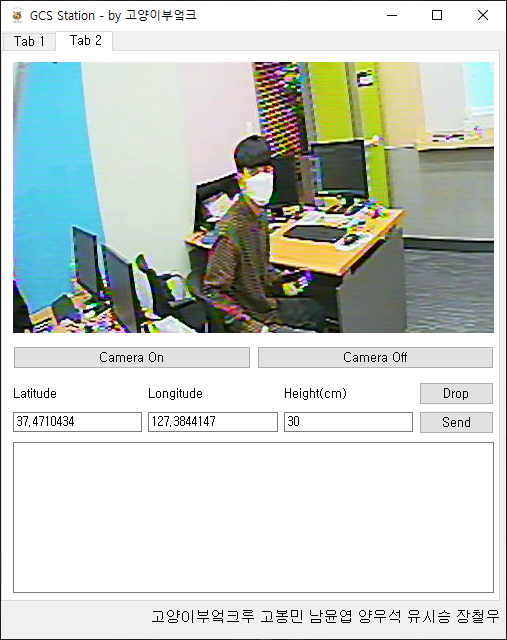 GCS Station - by 고양이부엌크
Tab 1 Tab 2
Camera On Camera Off
Latitude Longitude Height(cm) Drop
37,4710434 127,3844147 30 Send
고양이부엌크루 고봉민 남윤엽 양우석 유시승 장철우